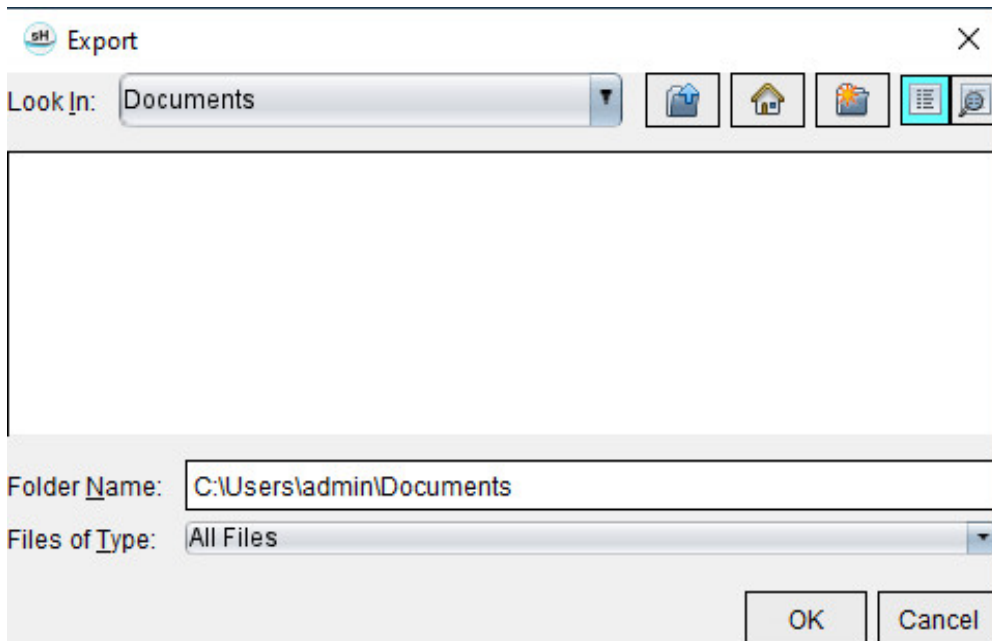 sH Export
Look In: Documents
Folder Name: C:\Users\admin\Documents
Files of Type: All Files
OK Cancel